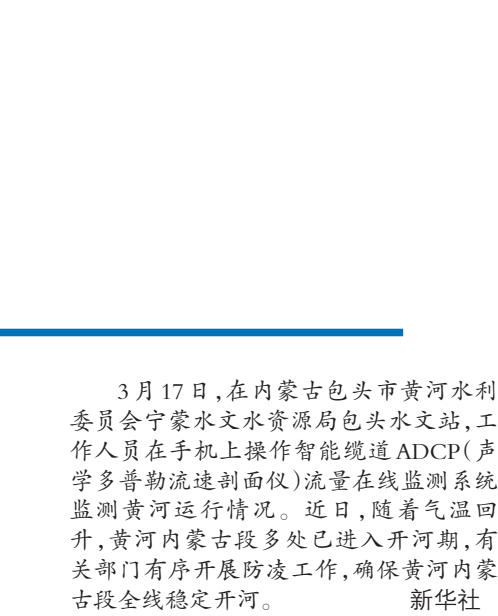 3月17日,在内蒙古包头市黄河水利
委员会宁蒙水文水资源局包头水文站,工
作人员在手机上操作智能缆道ADCP(声
学多普勒流速剖面仪)流量在线监测系统
监测黄河运行情况。近日,随着气温回
升,黄河内蒙古段多处已进入开河期,有
关部门有序开展防凌工作,确保黄河内蒙
古段全线稳定开河。 新华社